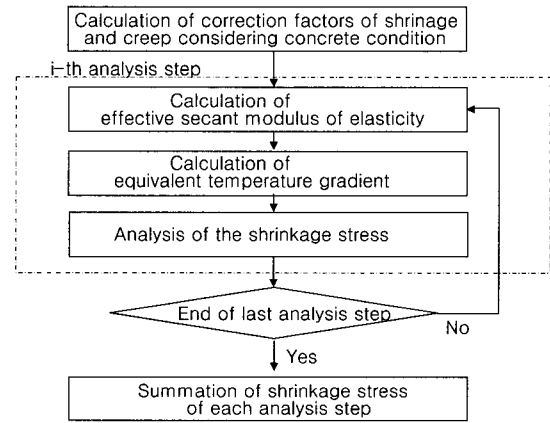 Calculation of correction factors of shrinage
and creep considering concrete condition
i-th analysis step
Calculation of
effective secant modulus of elasticity
Calculation of
equivalent temperature gradient
Analysis of the shrinkage stress
End of last analysis step
No
Yes
Summation of shrinkage stress
of each analysis step